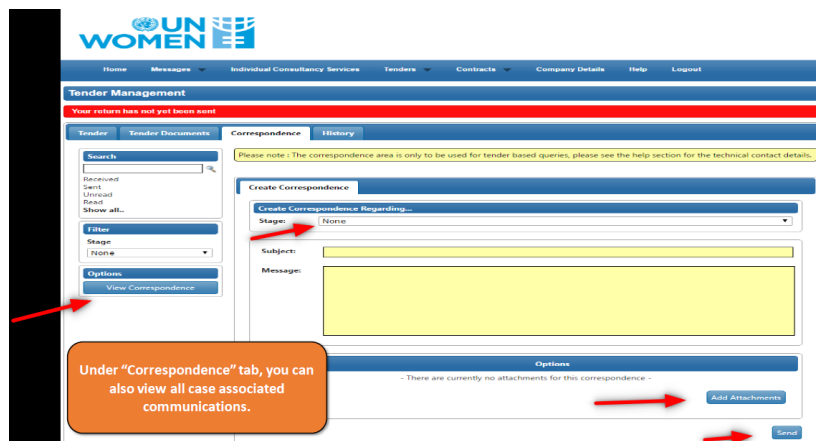 UN
WOMEN
Home Messages Individual Consultancy Services Tenders Contracts Company Details Help Logout
Tender Management
Your return has not yet been sent
Tender Tender Documents Correspondence History
Search
Received
Sent
Unread
Read
Show all..
Filter
Stage
None
Options
View Correspondence
Please note : The correspondence area is only to be used for tender based queries, please see the help section for the technical contact details.
Create Correspondence
Create Correspondence Regarding...
Stage: None
Subject:
Message:
Options
- There are currently no attachments for this correspondence -
Add Attachments
Send
Under “Correspondence” tab, you can
also view all case associated
communications.